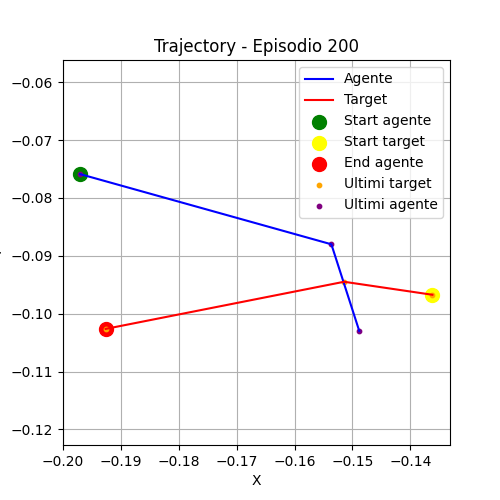 Trajectory - Episodio 200
Agente
Target
Start agente
Start target
End agente
Ultimi target
Ultimi agente
−0.06
−0.07
−0.08
−0.09
−0.10
−0.11
−0.12
−0.20 −0.19 −0.18 −0.17 −0.16 −0.15 −0.14
X